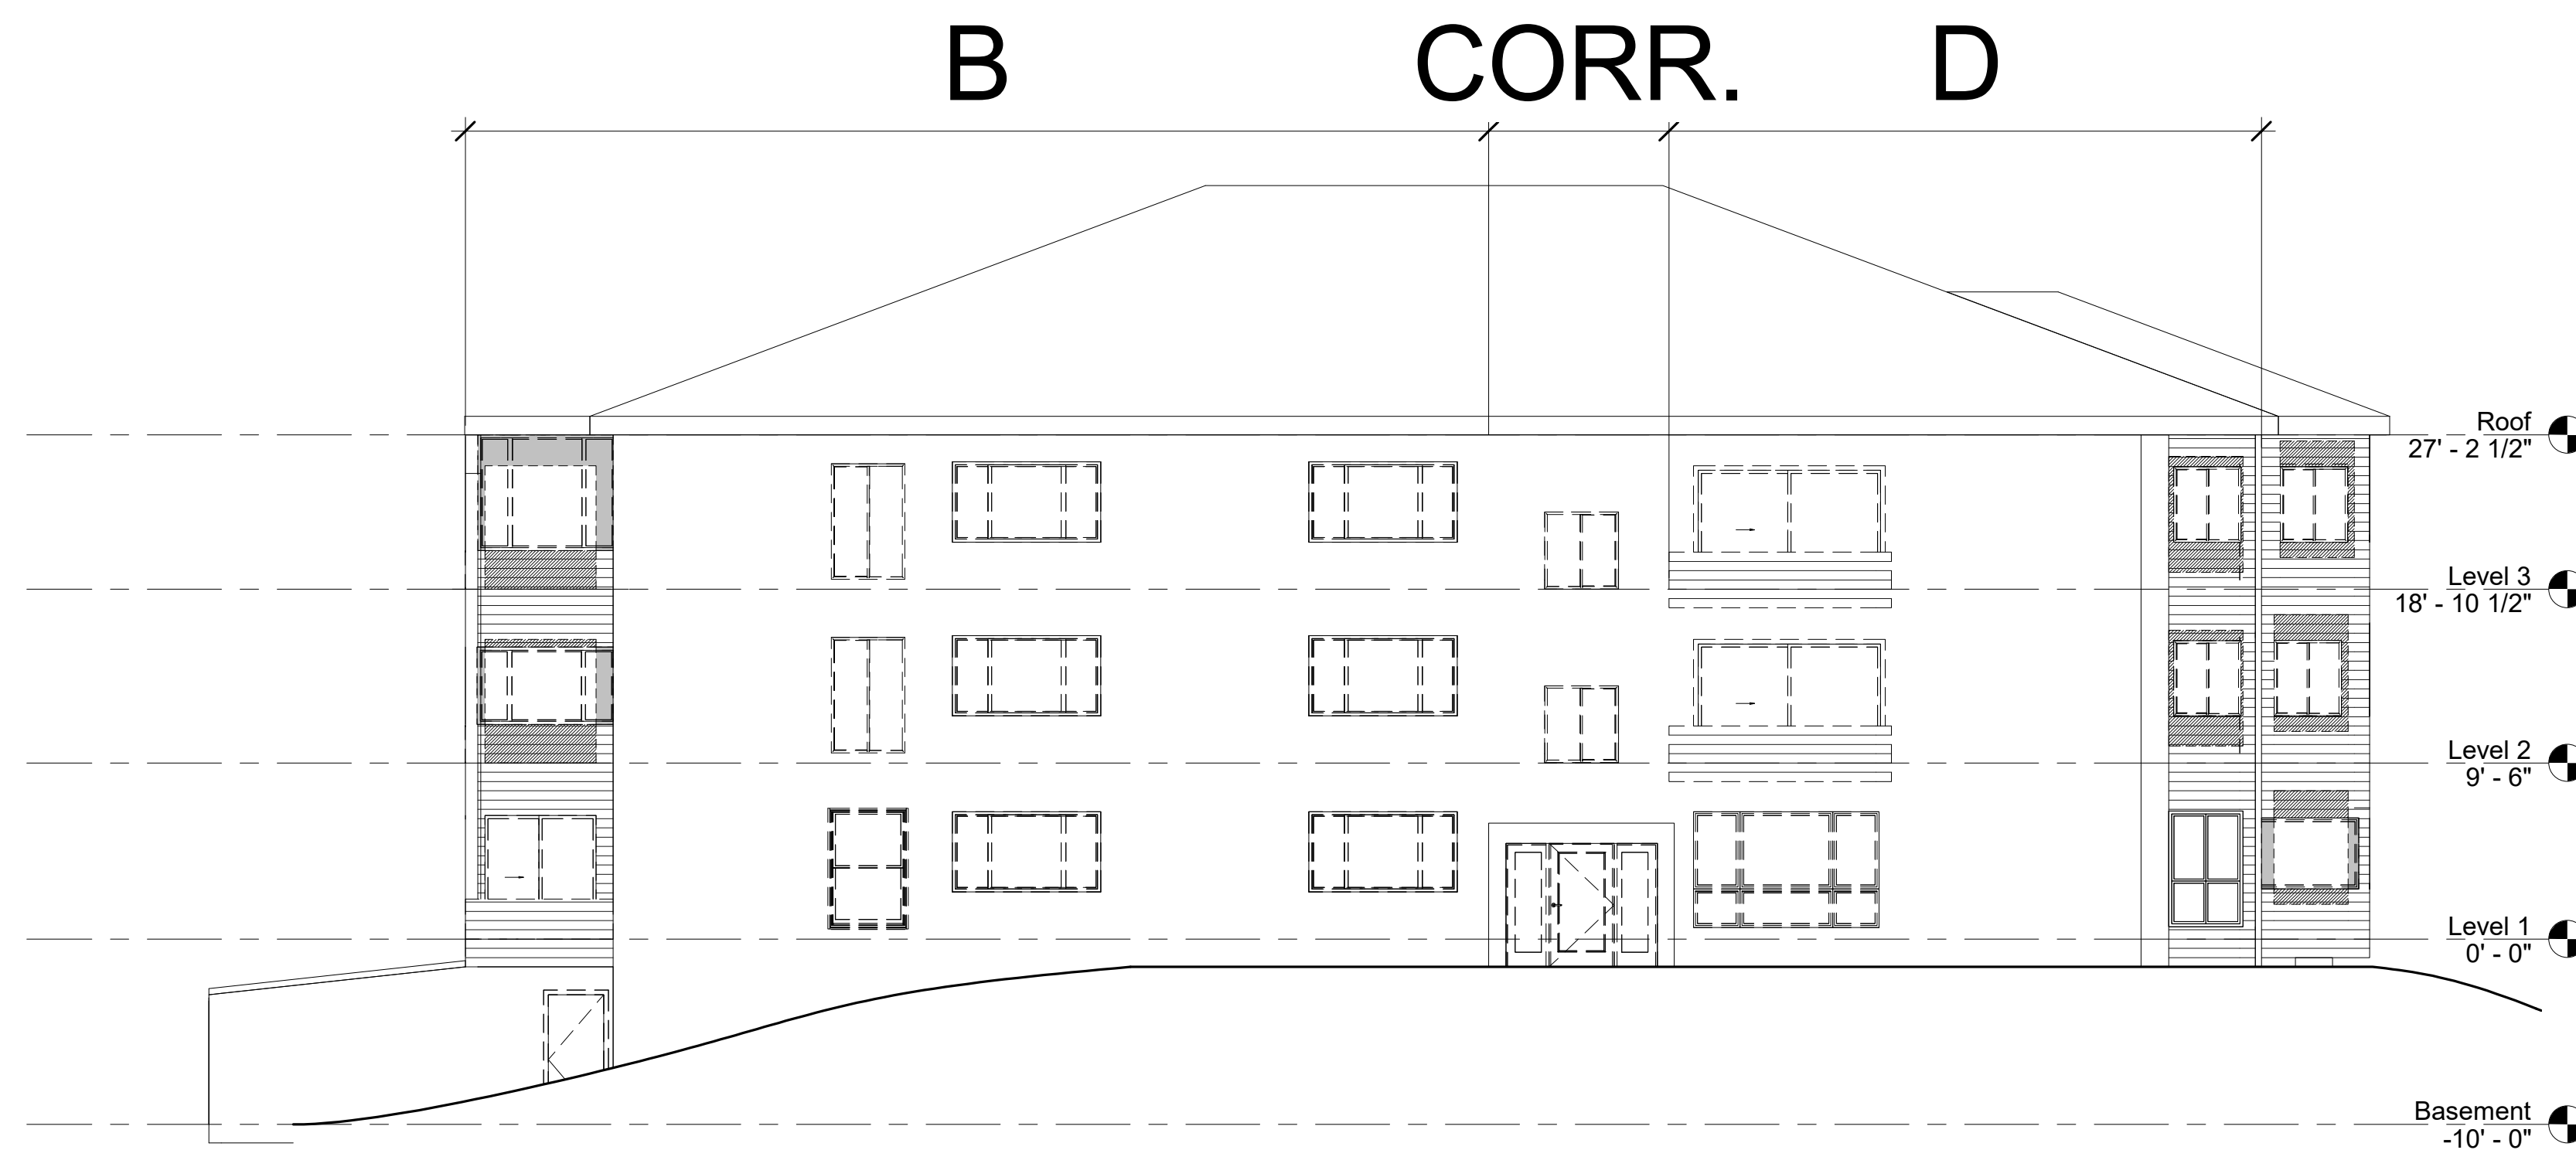 B CORR. D
Roof
27' - 2 1/2"
Level 3
18' - 10 1/2"
Level 2
9' - 6"
Level 1
0' - 0"
Basement
-10' - 0"